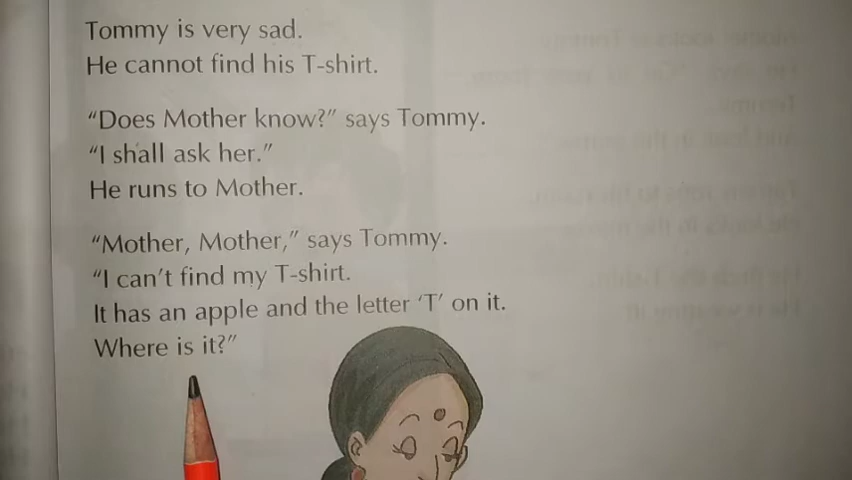 Tommy is very sad.
He cannot find his T-shirt.
“Does Mother know?” says Tommy.
“I shall ask her.”
He runs to Mother.
“Mother, Mother,” says Tommy.
“I can’t find my T-shirt.
It has an apple and the letter ‘T’ on it.
Where is it?”